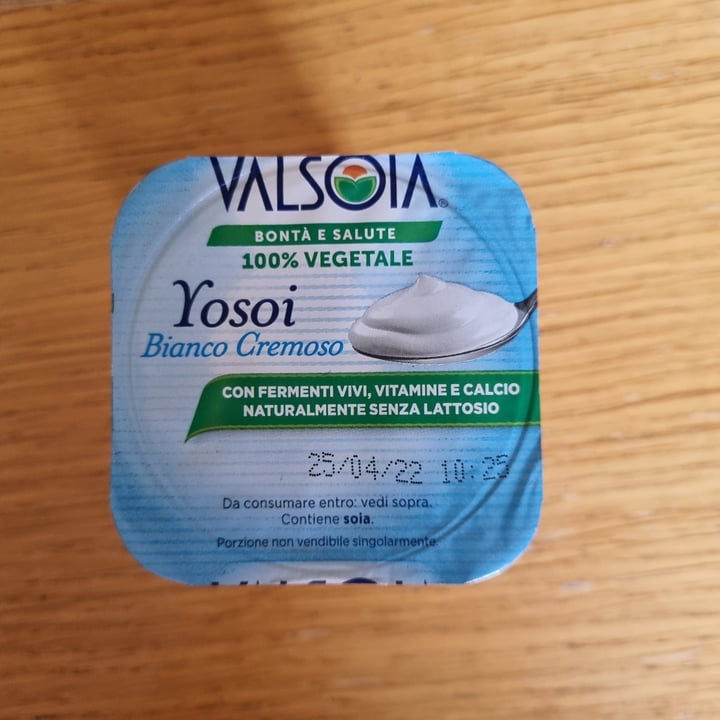 VALSOIA®
BONTÀ E SALUTE
100% VEGETALE
Yosoi
Bianco Cremoso
CON FERMENTI VIVI, VITAMINE E CALCIO
NATURALMENTE SENZA LATTOSIO
25/04/22 10:25
Da consumare entro: vedi sopra.
Contiene soia.
Porzione non vendibile singolarmente.
VALSOIA